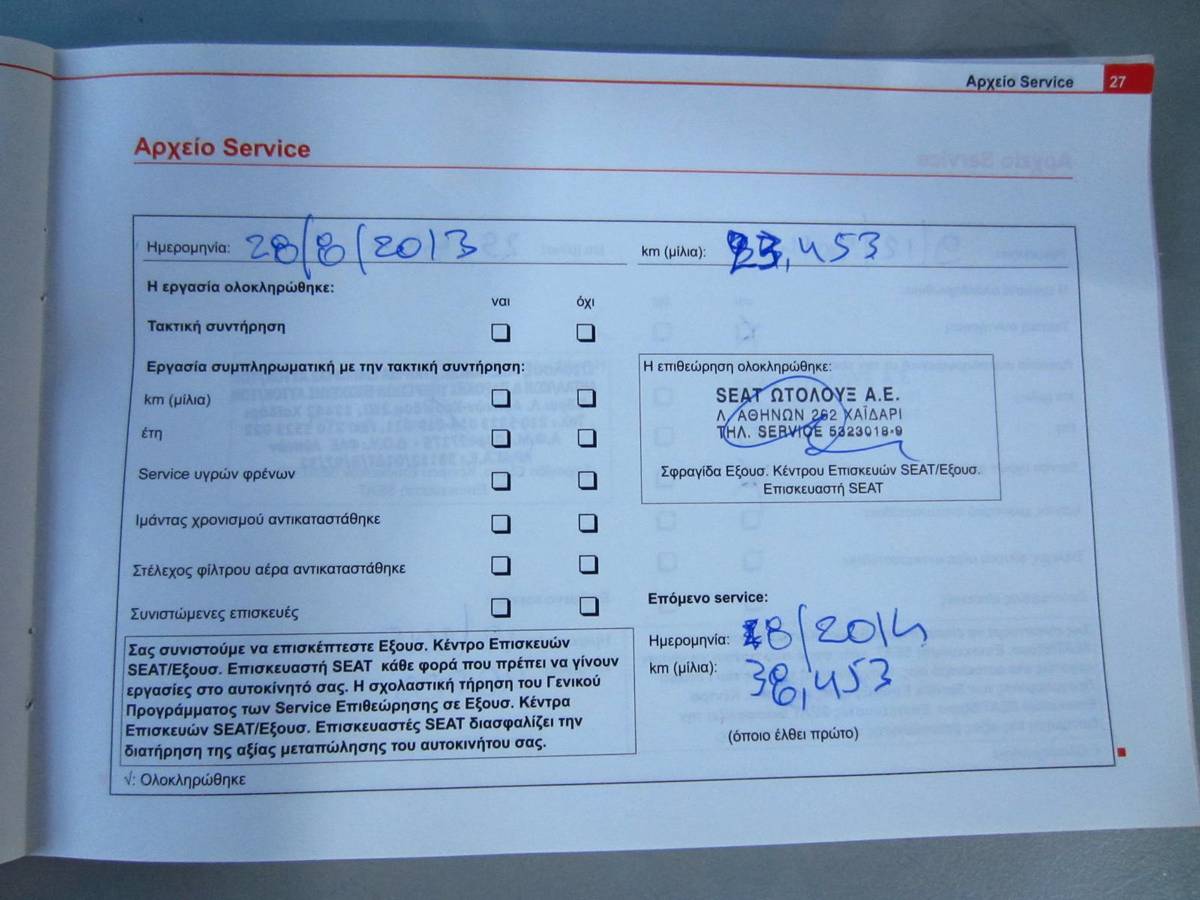 Αρχείο Service 27
Αρχείο Service
Ημερομηνία: 28/8/2013 km (μίλια): 23,453
Η εργασία ολοκληρώθηκε:
ναι όχι
Τακτική συντήρηση
Εργασία συμπληρωματική με την τακτική συντήρηση:
km (μίλια)
έτη
Service υγρών φρένων
Ιμάντας χρονισμού αντικαταστάθηκε
Στέλεχος φίλτρου αέρα αντικαταστάθηκε
Συνιστώμενες επισκευές
Η επιθεώρηση ολοκληρώθηκε:
SEAT ΩΤΟΛΟΥΞ Α.Ε.
Λ. ΑΘΗΝΩΝ 262 ΧΑΪΔΑΡΙ
ΤΗΛ. SERVICE 5323018-9
Σφραγίδα Εξουσ. Κέντρου Επισκευών SEAT/Εξουσ.
Επισκευαστή SEAT
Επόμενο service:
Ημερομηνία: 8/2014
km (μίλια): 38,453
(όποιο έλθει πρώτο)
Σας συνιστούμε να επισκέπτεστε Εξουσ. Κέντρο Επισκευών
SEAT/Εξουσ. Επισκευαστή SEAT κάθε φορά που πρέπει να γίνουν
εργασίες στο αυτοκίνητό σας. Η σχολαστική τήρηση του Γενικού
Προγράμματος των Service Επιθεώρησης σε Εξουσ. Κέντρα
Επισκευών SEAT/Εξουσ. Επισκευαστές SEAT διασφαλίζει την
διατήρηση της αξίας μεταπώλησης του αυτοκινήτου σας.
√: Ολοκληρώθηκε